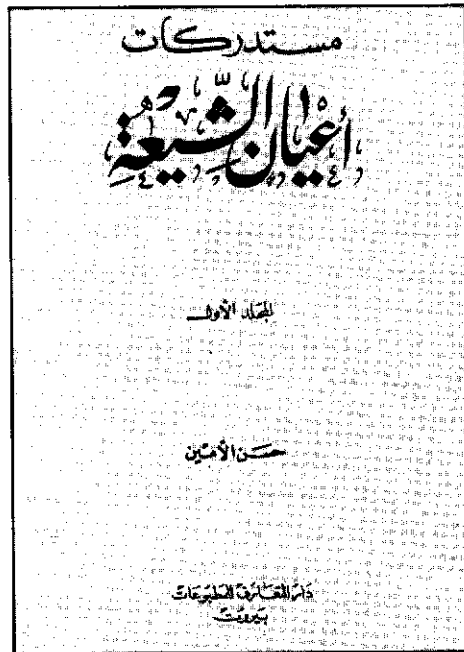 مستدركات
أعيان الشيعة
المجلد الأول
حسن الأمين
دار التعارف للمطبوعات
بيروت